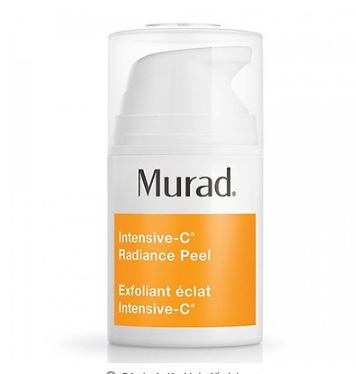 Murad.
Intensive-C®
Radiance Peel
Exfoliant éclat
Intensive-C®